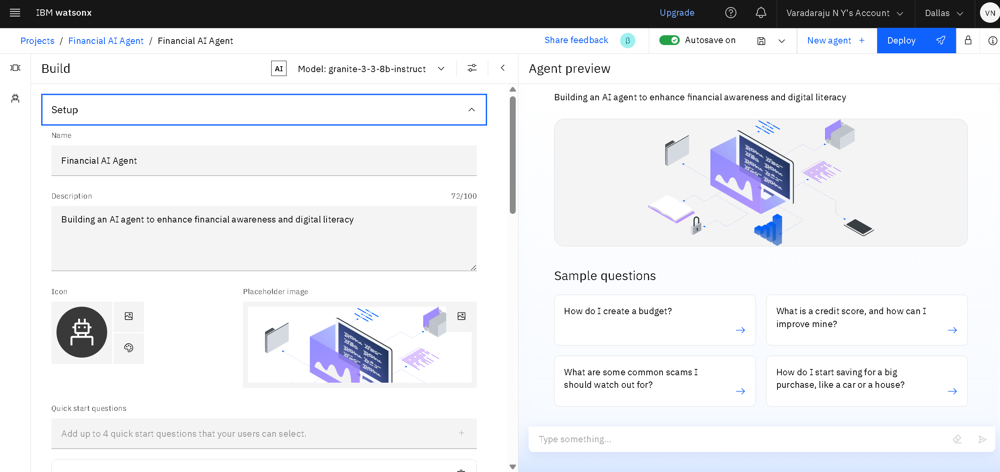 IBM watsonx
Upgrade
Varadaraju N Y's Account
Dallas
VN
Projects / Financial AI Agent / Financial AI Agent
Share feedback
β
Autosave on
New agent +
Deploy
Build
AI
Model: granite-3-3-8b-instruct
Agent preview
Setup
Name
Financial AI Agent
Description
72/100
Building an AI agent to enhance financial awareness and digital literacy
Icon
Placeholder image
Quick start questions
Add up to 4 quick start questions that your users can select.
Building an AI agent to enhance financial awareness and digital literacy
Sample questions
How do I create a budget?
What is a credit score, and how can I
improve mine?
What are some common scams I
should watch out for?
How do I start saving for a big
purchase, like a car or a house?
Type something...